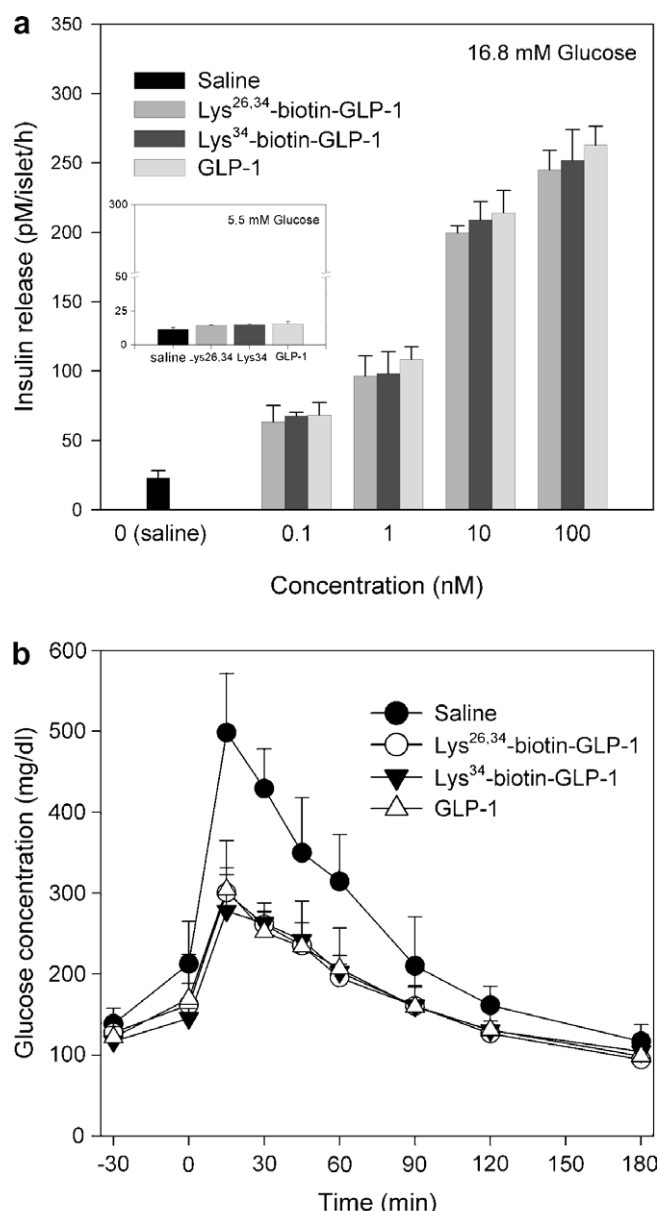 a
16.8 mM Glucose
Saline
Lys26,34-biotin-GLP-1
Lys34-biotin-GLP-1
GLP-1
350
300
250
200
150
100
50
0
Insulin release (pM/islet/h)
5.5 mM Glucose
300
50
25
0
saline Lys26,34 Lys34 GLP-1
0 (saline) 0.1 1 10 100
Concentration (nM)
b
600
500
400
300
200
100
0
Glucose concentration (mg/dl)
Saline
Lys26,34-biotin-GLP-1
Lys34-biotin-GLP-1
GLP-1
-30 0 30 60 90 120 150 180
Time (min)